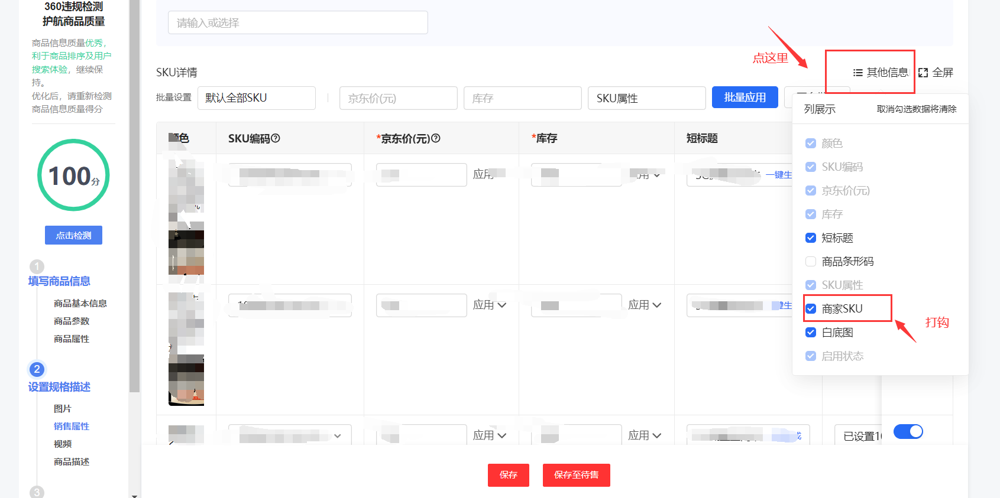 360违规检测
护航商品质量
商品信息质量优秀，
利于商品排序及用户
搜索体验，继续保
持。
优化后，请重新检测
商品信息质量得分
100分
点击检测
1
填写商品信息
商品基本信息
商品参数
商品属性
2
设置规格描述
图片
销售属性
视频
商品描述
3
请输入或选择
点这里
SKU详情
其他信息
全屏
批量设置
默认全部SKU
京东价(元)
库存
SKU属性
批量应用
列展示
取消勾选数据将清除
颜色
SKU编码
京东价(元)
库存
短标题
商品条形码
SKU属性
商家SKU
打钩
白底图
启用状态
色 SKU编码 *京东价(元) *库存 短标题
应用 用 一键生
应用 应用 键生
应用 应用 成 已设置1
保存
保存至待售